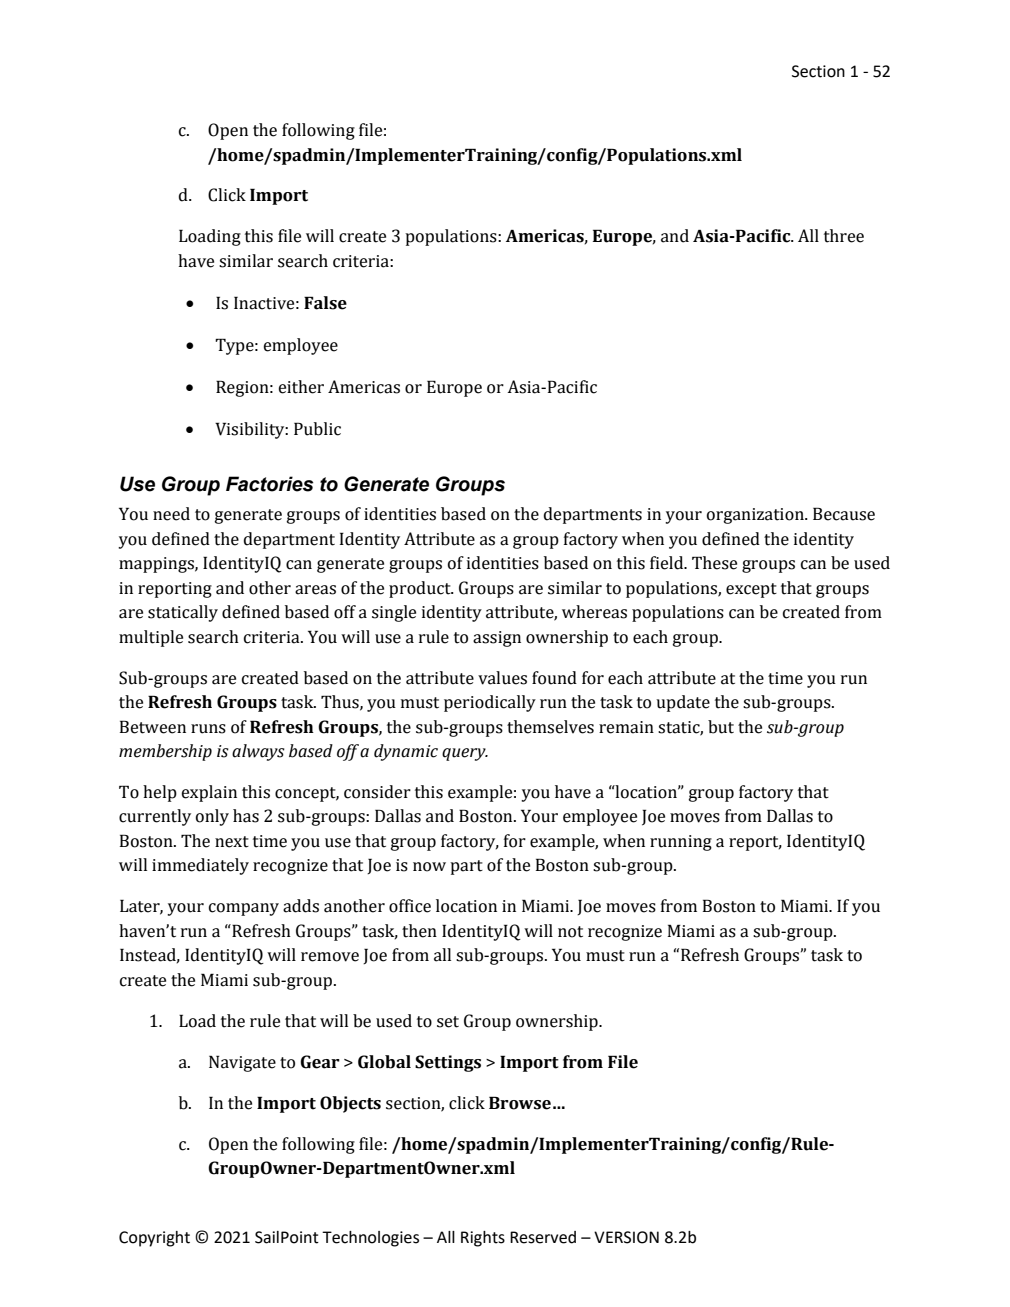 Section 1 - 52
c. Open the following file:
/home/spadmin/ImplementerTraining/config/Populations.xml
d. Click Import
Loading this file will create 3 populations: Americas, Europe, and Asia-Pacific. All three
have similar search criteria:
• Is Inactive: False
• Type: employee
• Region: either Americas or Europe or Asia-Pacific
• Visibility: Public
Use Group Factories to Generate Groups
You need to generate groups of identities based on the departments in your organization. Because
you defined the department Identity Attribute as a group factory when you defined the identity
mappings, IdentityIQ can generate groups of identities based on this field. These groups can be used
in reporting and other areas of the product. Groups are similar to populations, except that groups
are statically defined based off a single identity attribute, whereas populations can be created from
multiple search criteria. You will use a rule to assign ownership to each group.
Sub-groups are created based on the attribute values found for each attribute at the time you run
the Refresh Groups task. Thus, you must periodically run the task to update the sub-groups.
Between runs of Refresh Groups, the sub-groups themselves remain static, but the sub-group
membership is always based off a dynamic query.
To help explain this concept, consider this example: you have a “location” group factory that
currently only has 2 sub-groups: Dallas and Boston. Your employee Joe moves from Dallas to
Boston. The next time you use that group factory, for example, when running a report, IdentityIQ
will immediately recognize that Joe is now part of the Boston sub-group.
Later, your company adds another office location in Miami. Joe moves from Boston to Miami. If you
haven’t run a “Refresh Groups” task, then IdentityIQ will not recognize Miami as a sub-group.
Instead, IdentityIQ will remove Joe from all sub-groups. You must run a “Refresh Groups” task to
create the Miami sub-group.
1. Load the rule that will be used to set Group ownership.
a. Navigate to Gear > Global Settings > Import from File
b. In the Import Objects section, click Browse…
c. Open the following file: /home/spadmin/ImplementerTraining/config/Rule-
GroupOwner-DepartmentOwner.xml
Copyright © 2021 SailPoint Technologies – All Rights Reserved – VERSION 8.2b